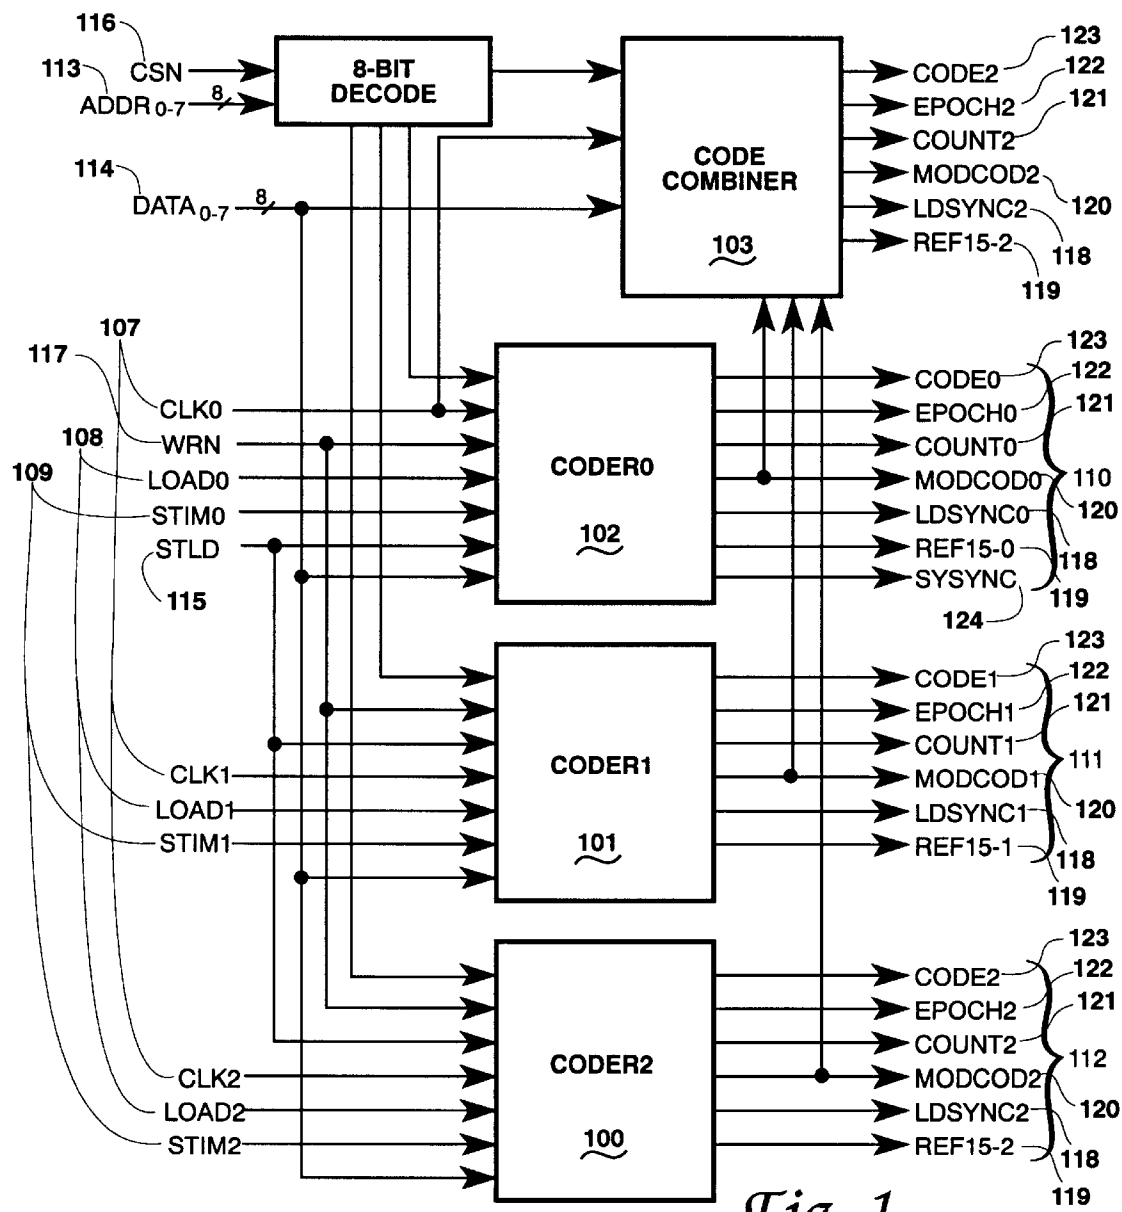 116 CSN
113 ADDR0-7 8
8-BIT DECODE
114 DATA0-7 8
CODE COMBINER
103
CODE2 123
EPOCH2 122
COUNT2 121
MODCOD2 120
LDSYNC2 118
REF15-2 119
107
117
108
109
CLK0
WRN
LOAD0
STIM0
STLD
115
CODER0
102
CODE0 123
EPOCH0 122
COUNT0 121
MODCOD0 120
LDSYNC0 118
REF15-0 119
SYSYNC 124
110
CLK1
LOAD1
STIM1
CODER1
101
CODE1 123
EPOCH1 122
COUNT1 121
MODCOD1 120
LDSYNC1 118
REF15-1 119
111
CLK2
LOAD2
STIM2
CODER2
100
CODE2 123
EPOCH2 122
COUNT2 121
MODCOD2 120
LDSYNC2 118
REF15-2 119
112
Fig. 1